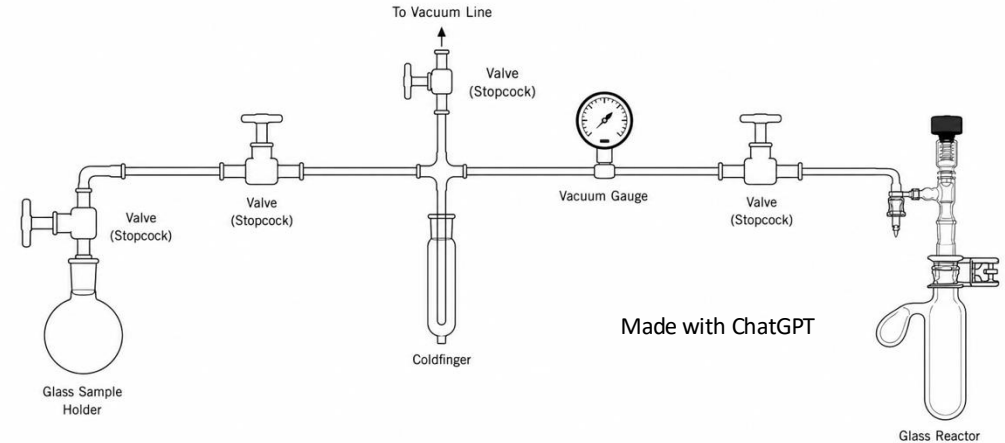 To Vacuum Line
Valve
(Stopcock)
Valve
(Stopcock)
Vacuum Gauge
Valve
(Stopcock)
Valve
(Stopcock)
Made with ChatGPT
Coldfinger
Glass Sample
Holder
Glass Reactor